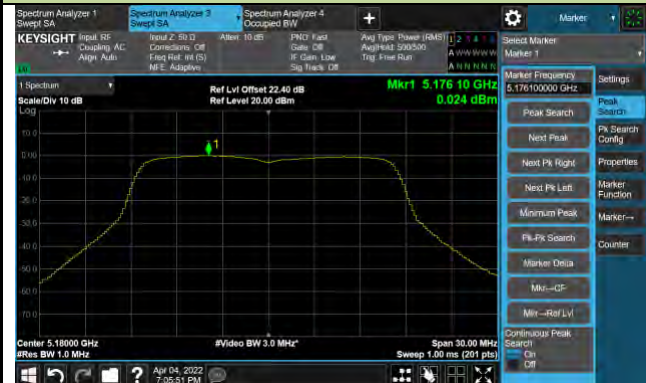 Spectrum Analyzer 1
Swept SA
Spectrum Analyzer 3
Swept SA
Spectrum Analyzer 4
Occupied BW
Marker
KEYSIGHT
Input: RF
Coupling: AC
Align: Auto
Input Z: 50 Ω
Corrections: Off
Freq Ref: Int (S)
NFE: Adaptive
Atten: 10 dB
PNO: Fast
Gate: Off
IF Gain: Low
Sig Track: Off
Avg Type: Power (RMS)
Avg|Hold: 500/500
Trig: Free Run
A W W W W W
A N N N N N
Select Marker
Marker 1
1 Spectrum
Scale/Div 10 dB
Log
Ref Lvl Offset 22.40 dB
Ref Level 20.00 dBm
Mkr1 5.176 10 GHz
0.024 dBm
1
10.0
0.00
-50.0
-60.0
-70.0
Center 5.18000 GHz
#Res BW 1.0 MHz
#Video BW 3.0 MHz*
Span 30.00 MHz
Sweep 1.00 ms (201 pts)
Marker Frequency
5.176100000 GHz
Peak Search
Next Peak
Next Pk Right
Next Pk Left
Minimum Peak
Pk-Pk Search
Marker Delta
Mkr→CF
Mkr→Ref Lvl
Continuous Peak
Search
On
Off
Settings
Peak
Search
Pk Search
Config
Properties
Marker
Function
Marker→
Counter
Apr 04, 2022
7:05:51 PM